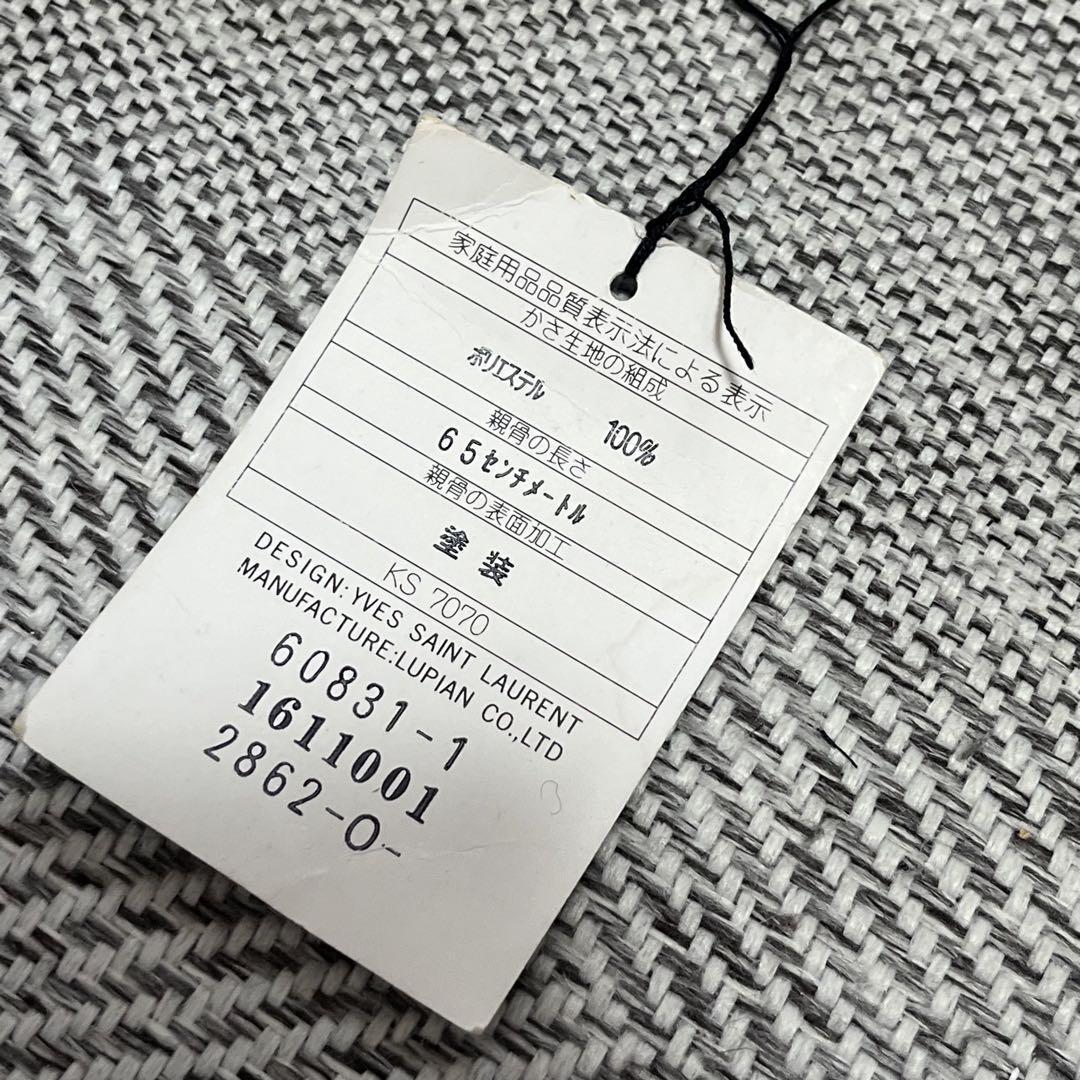 家庭用品品質表示法による表示
かさ生地の組成
ポリエステル 100%
親骨の長さ
65センチメートル
親骨の表面加工
塗装
KS 7070
DESIGN: YVES SAINT LAURENT
MANUFACTURE:LUPIAN CO.,LTD
60831-1
1611001
2862-0-